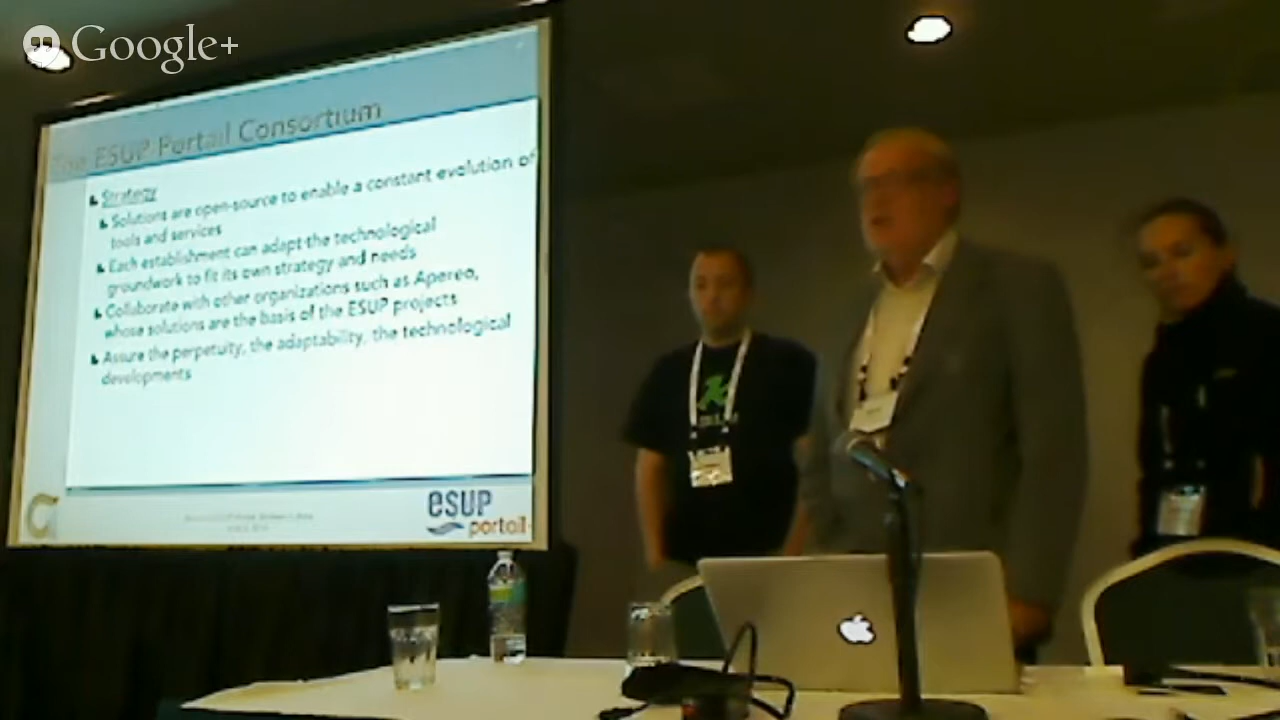 Google+
The ESUP Portail Consortium
Strategy
Solutions are open-source to enable a constant evolution of
tools and services
Each establishment can adapt the technological
groundwork to fit its own strategy and needs
Collaborate with other organizations such as Apereo,
whose solutions are the basis of the ESUP projects
Assure the perpetuity, the adaptability, the technological
developments
esup
portail